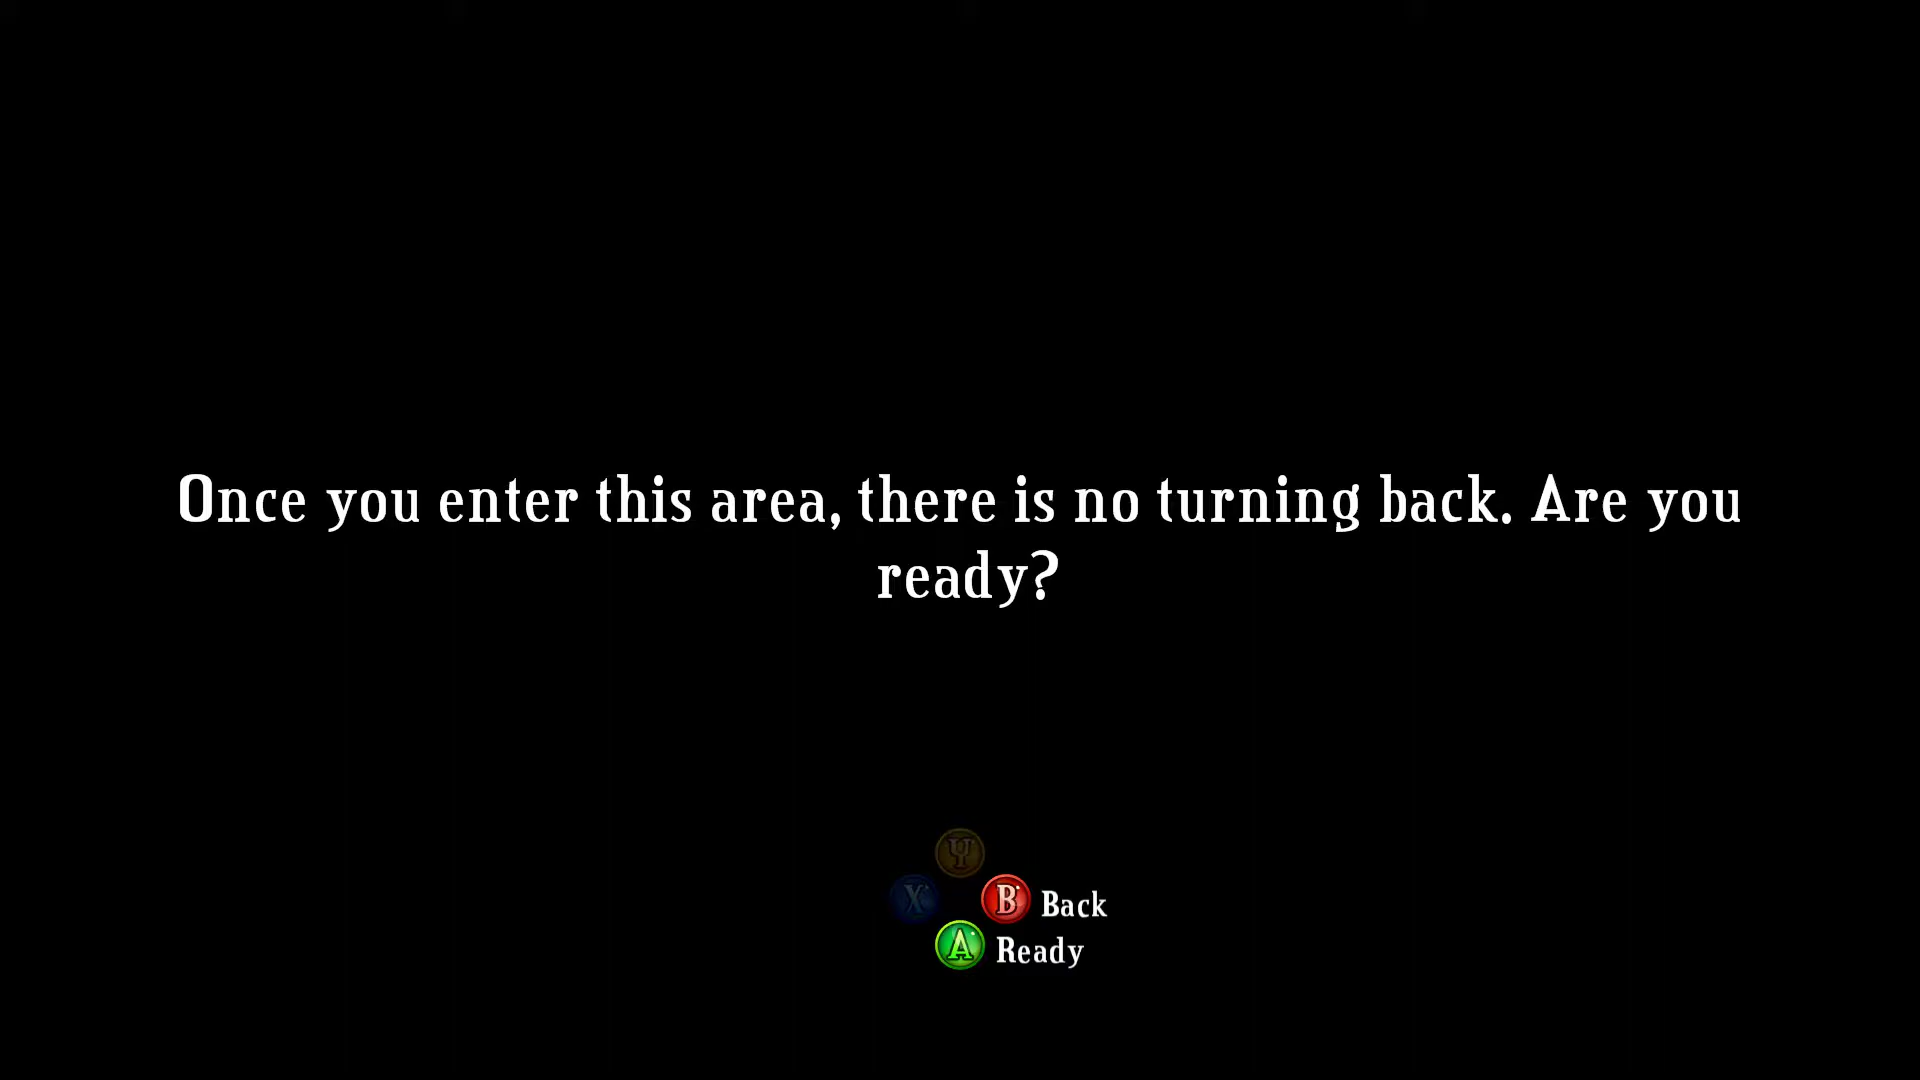 Once you enter this area, there is no turning back. Are you
ready?
Y
X
B Back
A Ready